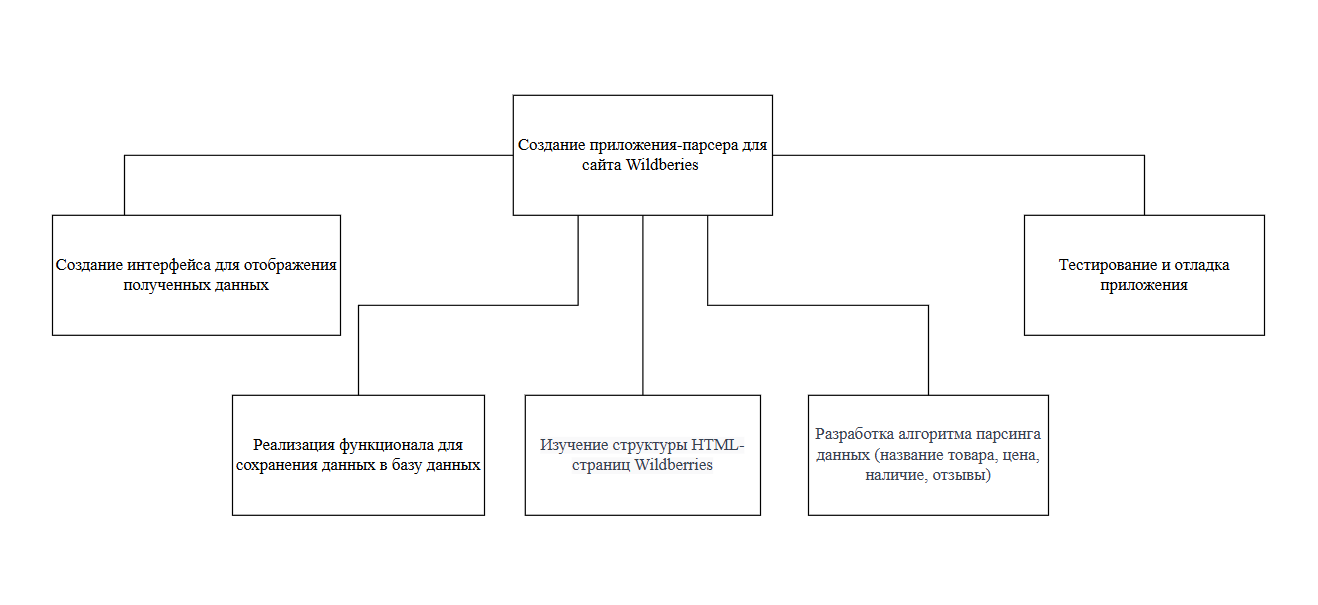 Создание приложения-парсера для
сайта Wildberies
Создание интерфейса для отображения
полученных данных
Тестирование и отладка
приложения
Реализация функционала для
сохранения данных в базу данных
Изучение структуры HTML-
страниц Wildberries
Разработка алгоритма парсинга
данных (название товара, цена,
наличие, отзывы)